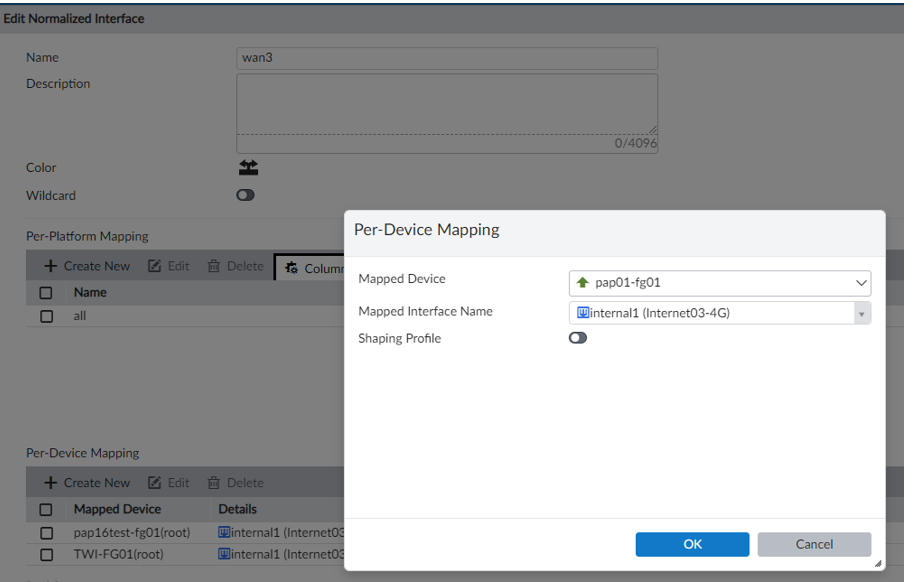 Edit Normalized Interface
Name wan3
Description
0/4096
Color
Wildcard
Per-Platform Mapping
Create New Edit Delete Column
Name
all
Per-Device Mapping
Create New Edit Delete
Mapped Device Details
pap16test-fg01(root) internal1 (Internet03
TWI-FG01(root) internal1 (Internet03
Per-Device Mapping
Mapped Device pap01-fg01
Mapped Interface Name internal1 (Internet03-4G)
Shaping Profile
OK Cancel